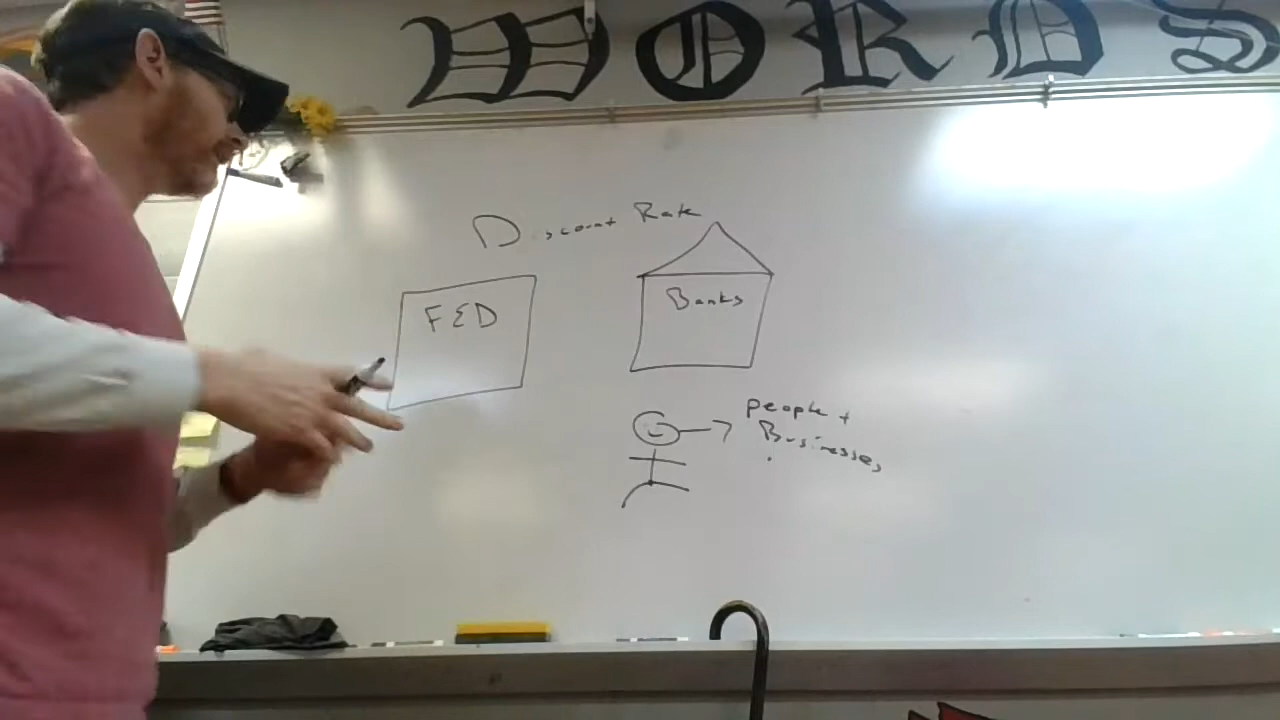 WORDS
Discount Rate
FED
Banks
people +
Businesses